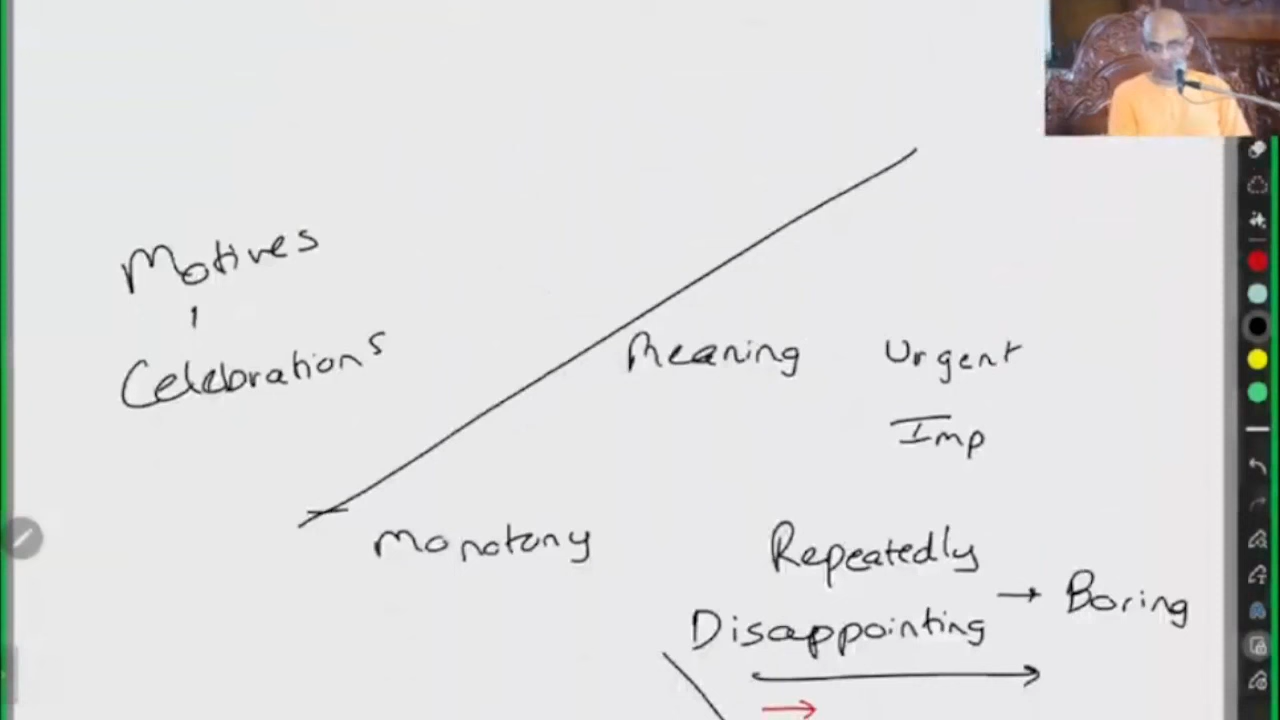 Motives
Celebrations
Meaning
Urgent
Imp
Monotony
Repeatedly
Disappointing → Boring